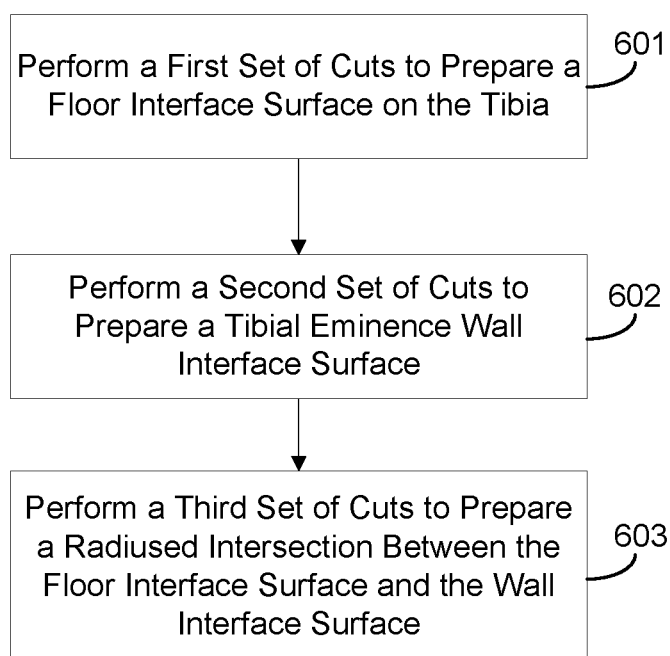 Perform a First Set of Cuts to Prepare a
Floor Interface Surface on the Tibia
601
Perform a Second Set of Cuts to
Prepare a Tibial Eminence Wall
Interface Surface
602
Perform a Third Set of Cuts to Prepare
a Radiused Intersection Between the
Floor Interface Surface and the Wall
Interface Surface
603